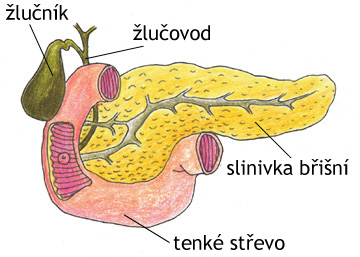 žlučník
žlučovod
slinivka břišní
tenké střevo